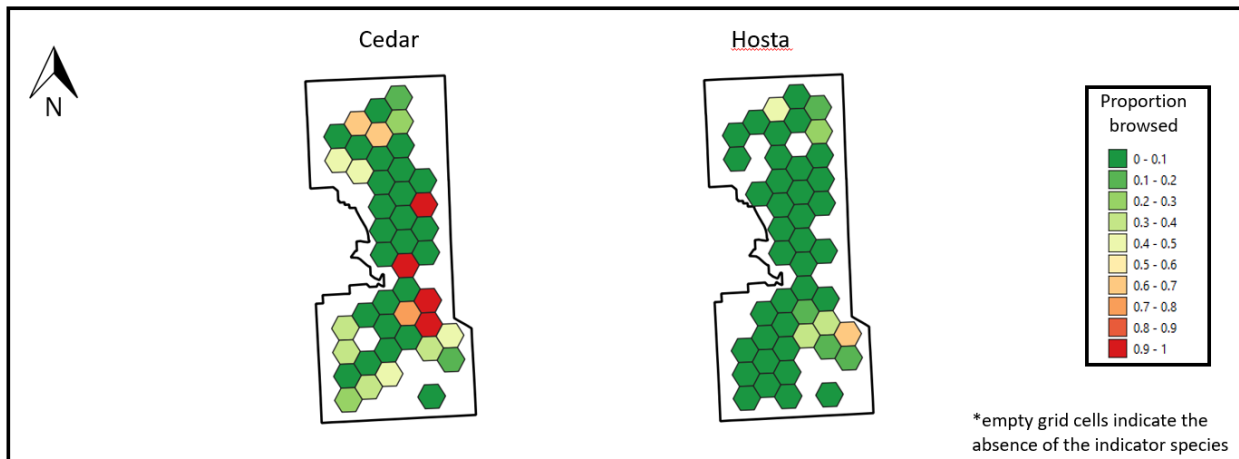 Cedar
Hosta
N
Proportion
browsed
0 - 0.1
0.1 - 0.2
0.2 - 0.3
0.3 - 0.4
0.4 - 0.5
0.5 - 0.6
0.6 - 0.7
0.7 - 0.8
0.8 - 0.9
0.9 - 1
*empty grid cells indicate the
absence of the indicator species